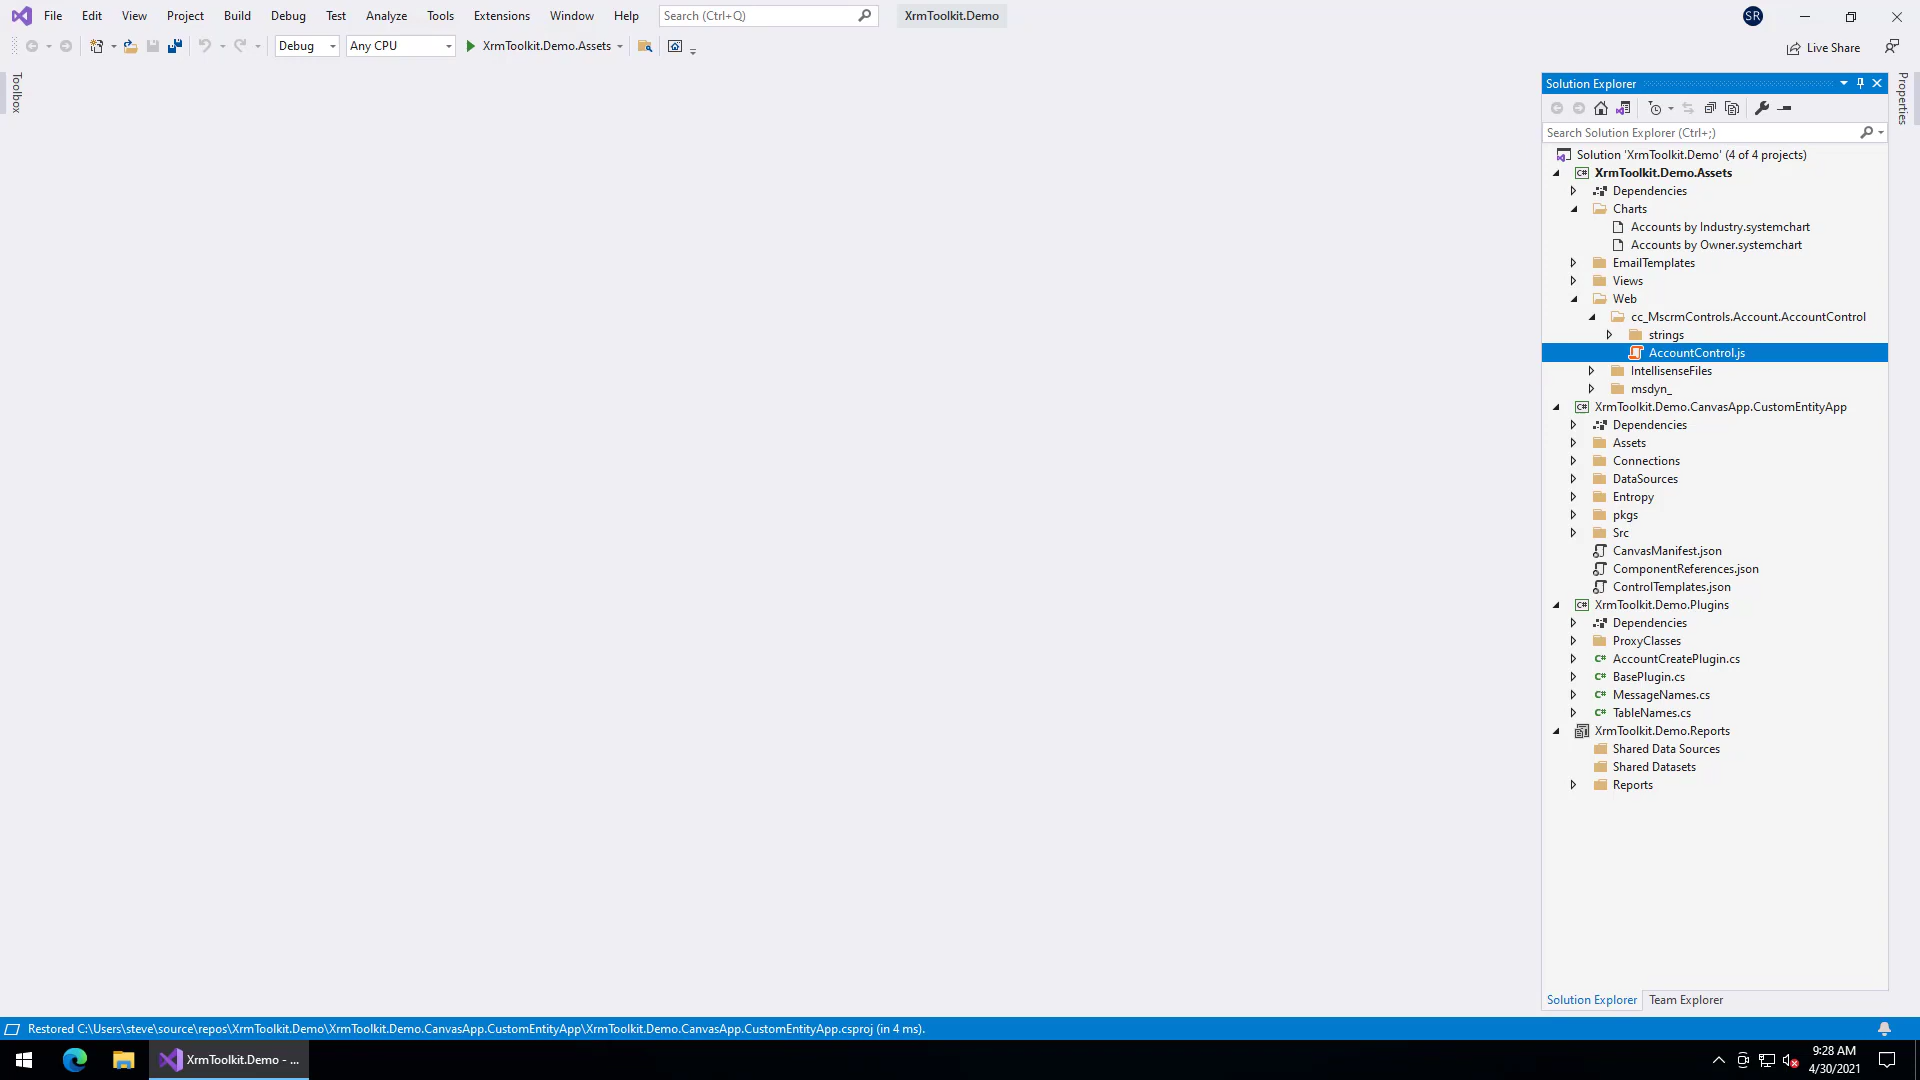 File Edit View Project Build Debug Test Analyze Tools Extensions Window Help Search (Ctrl+Q) XrmToolkit.Demo SR
Debug Any CPU XrmToolkit.Demo.Assets Live Share
Toolbox
Properties
Solution Explorer
Search Solution Explorer (Ctrl+;)
Solution 'XrmToolkit.Demo' (4 of 4 projects)
C# XrmToolkit.Demo.Assets
Dependencies
Charts
Accounts by Industry.systemchart
Accounts by Owner.systemchart
EmailTemplates
Views
Web
cc_MscrmControls.Account.AccountControl
strings
AccountControl.js
IntellisenseFiles
msdyn_
C# XrmToolkit.Demo.CanvasApp.CustomEntityApp
Dependencies
Assets
Connections
DataSources
Entropy
pkgs
Src
CanvasManifest.json
ComponentReferences.json
ControlTemplates.json
C# XrmToolkit.Demo.Plugins
Dependencies
ProxyClasses
C# AccountCreatePlugin.cs
C# BasePlugin.cs
C# MessageNames.cs
C# TableNames.cs
XrmToolkit.Demo.Reports
Shared Data Sources
Shared Datasets
Reports
Solution Explorer Team Explorer
Restored C:\Users\steve\source\repos\XrmToolkit.Demo\XrmToolkit.Demo.CanvasApp.CustomEntityApp\XrmToolkit.Demo.CanvasApp.CustomEntityApp.csproj (in 4 ms).
XrmToolkit.Demo - ...
9:28 AM
4/30/2021